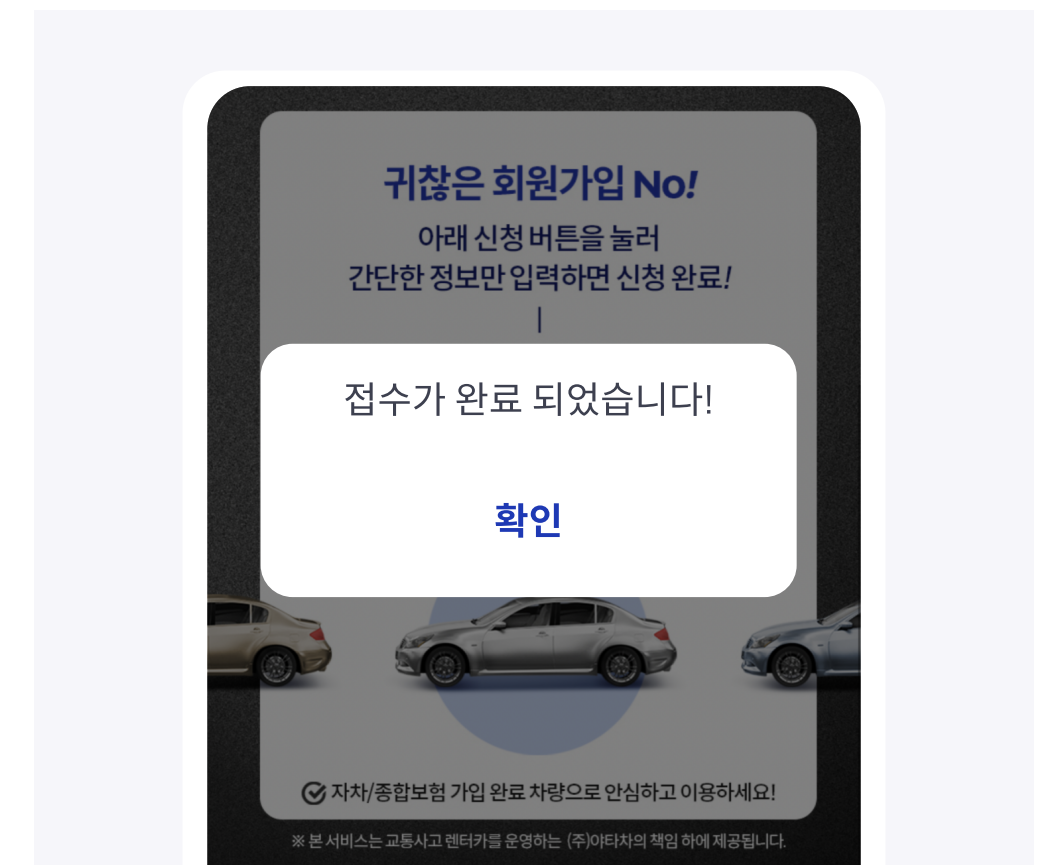 귀찮은 회원가입 No!
아래 신청 버튼을 눌러
간단한 정보만 입력하면 신청 완료!
접수가 완료 되었습니다!
확인
자차/종합보험 가입 완료 차량으로 안심하고 이용하세요!
※ 본 서비스는 교통사고 렌터카를 운영하는 (주)야타차의 책임 하에 제공됩니다.